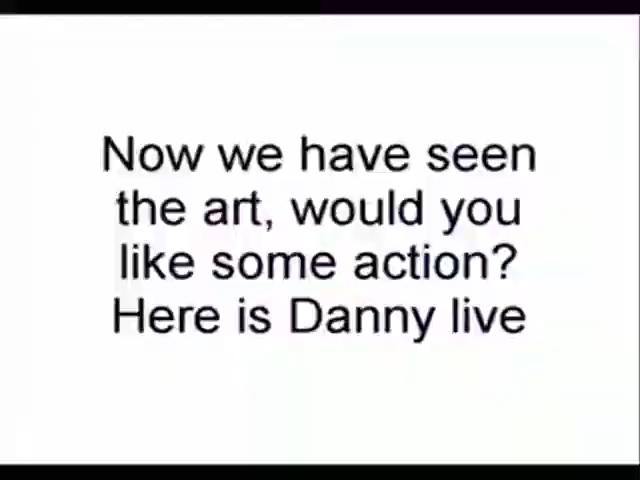 Now we have seen
the art, would you
like some action?
Here is Danny live